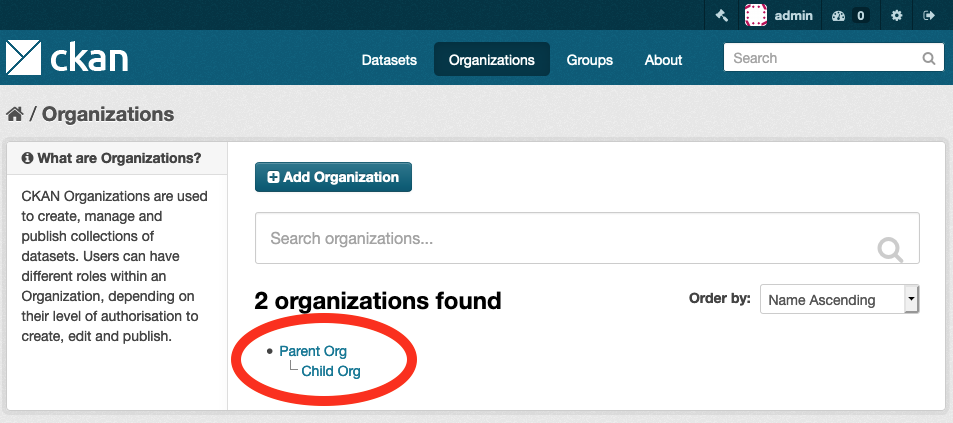 admin 0
ckan Datasets Organizations Groups About Search
/ Organizations
What are Organizations?
CKAN Organizations are used
to create, manage and
publish collections of
datasets. Users can have
different roles within an
Organization, depending on
their level of authorisation to
create, edit and publish.
Add Organization
Search organizations...
2 organizations found
Order by: Name Ascending
Parent Org
Child Org